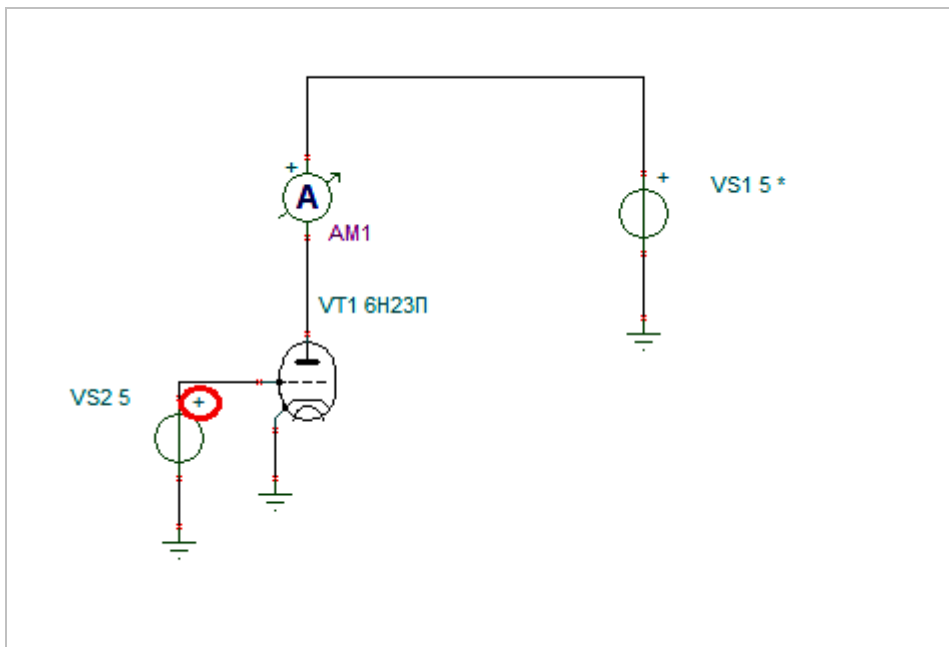 +
A
AM1
+
VS1 5 *
VT1 6Н23П
VS2 5
+